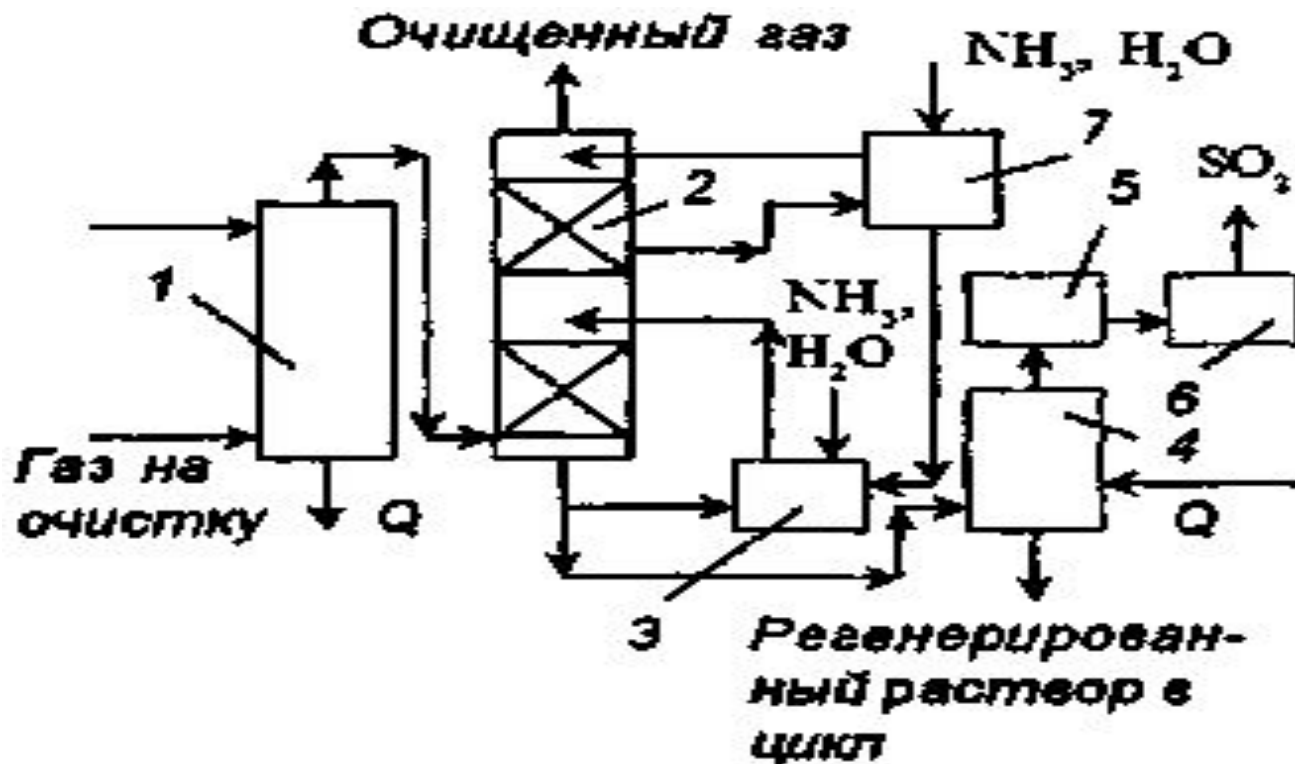 Очищенный газ
NH₃, H₂O
7
2
5
SO₂
1
NH₃,
H₂O
6
4
Газ на
очистку
Q
Q
3
Регенерирован-
ный раствор в
цикл